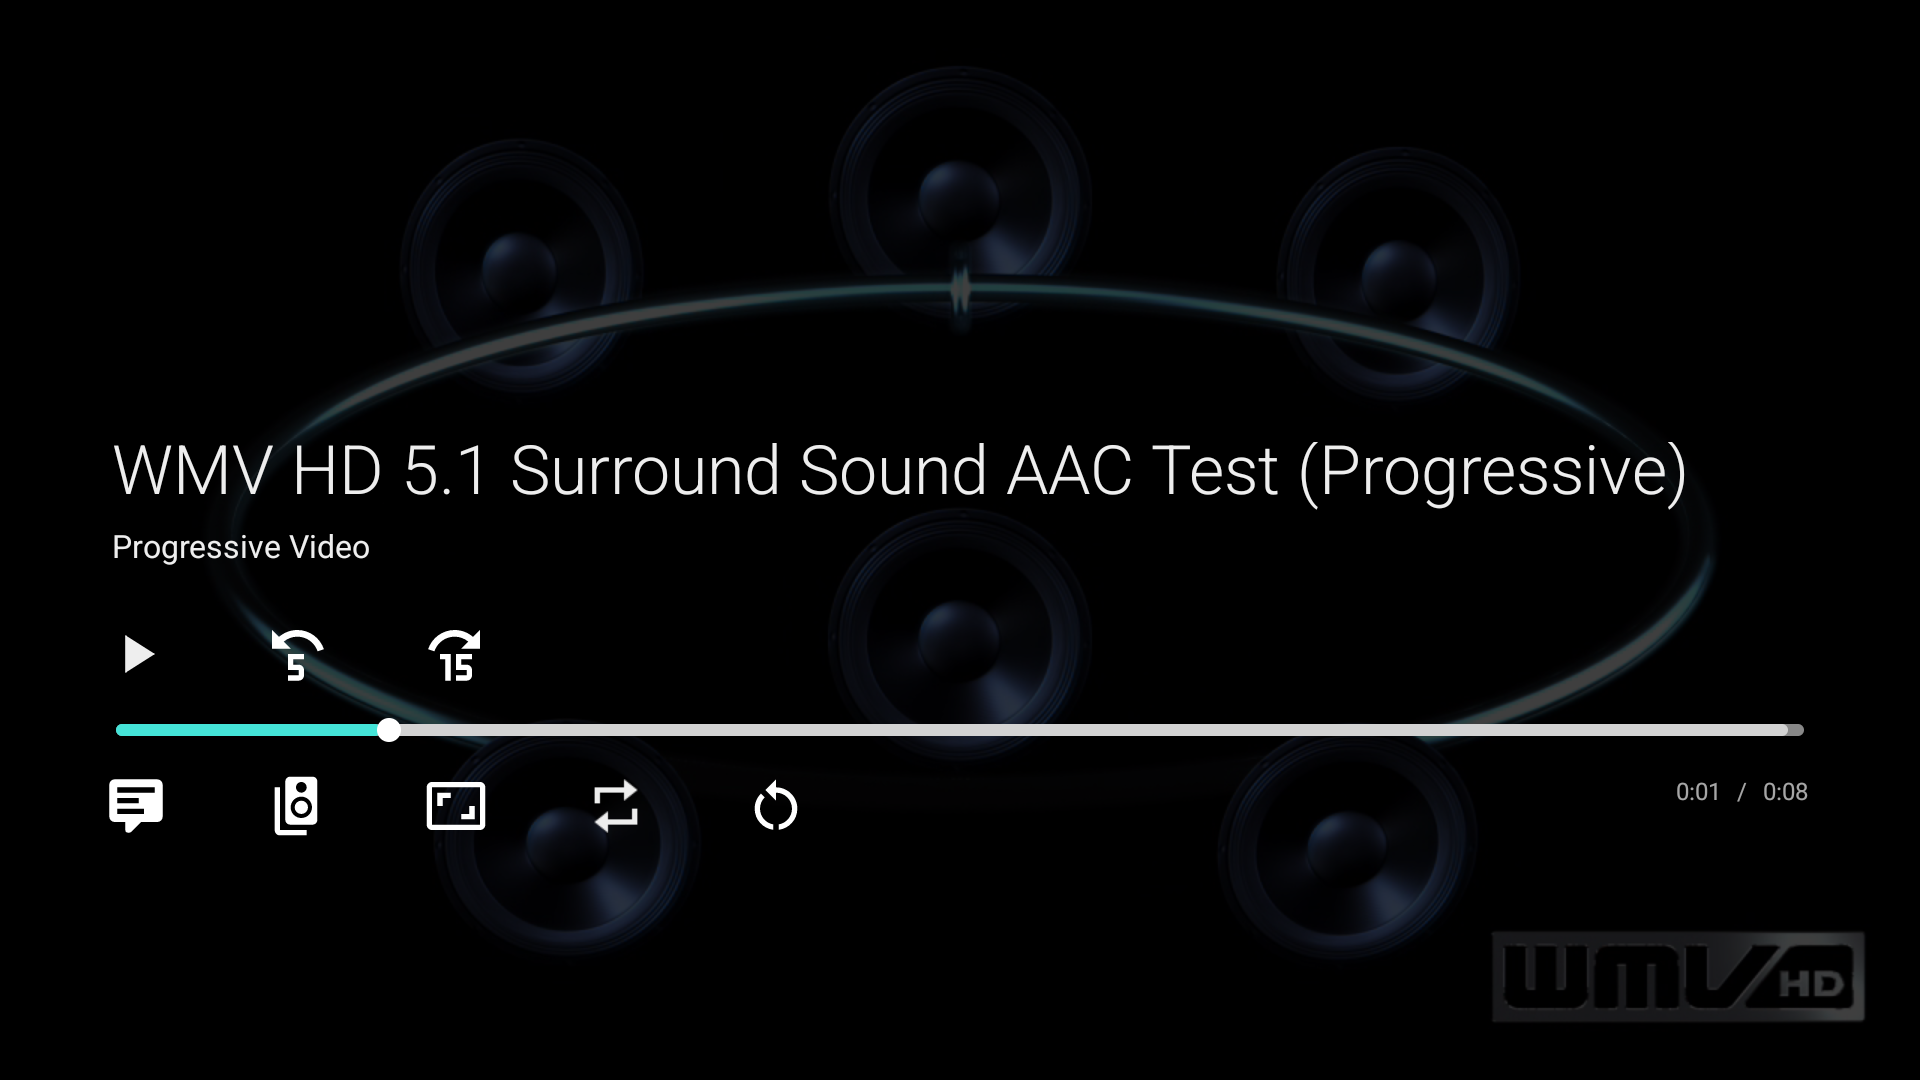 WMV HD 5.1 Surround Sound AAC Test (Progressive)
Progressive Video
5
15
0:01 / 0:08
WMV HD